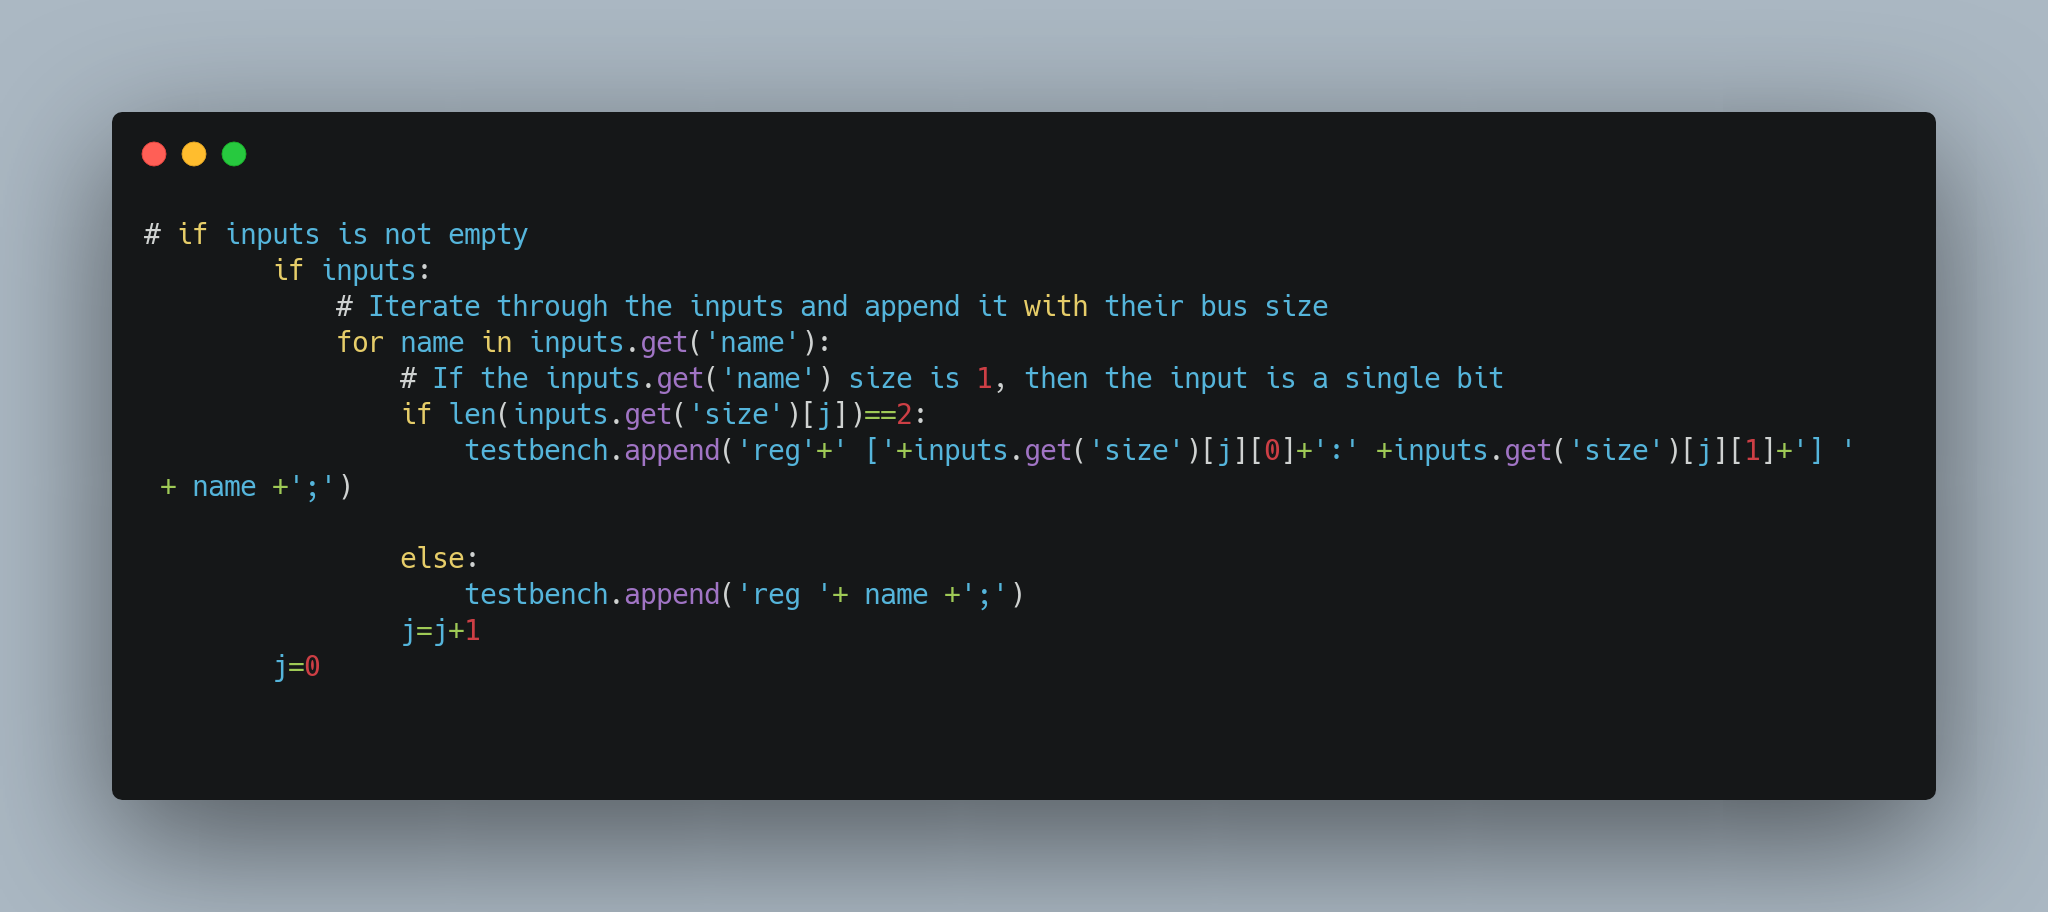 # if inputs is not empty
        if inputs:
            # Iterate through the inputs and append it with their bus size
            for name in inputs.get('name'):
                # If the inputs.get('name') size is 1, then the input is a single bit
                if len(inputs.get('size')[j])==2:
                    testbench.append('reg'+' ['+inputs.get('size')[j][0]+':' +inputs.get('size')[j][1]+'] '
 + name +';')

                else:
                    testbench.append('reg '+ name +';')
                j=j+1
        j=0